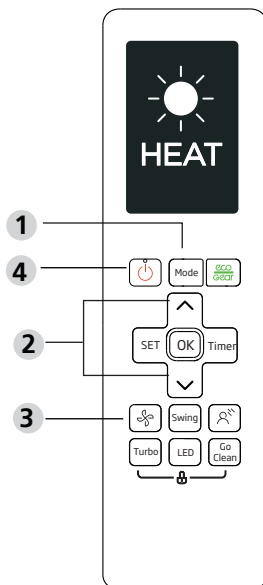 HEAT
1
4
Mode
eco
Gear
2
SET
OK
Timer
3
Swing
Turbo
LED
Go
Clean